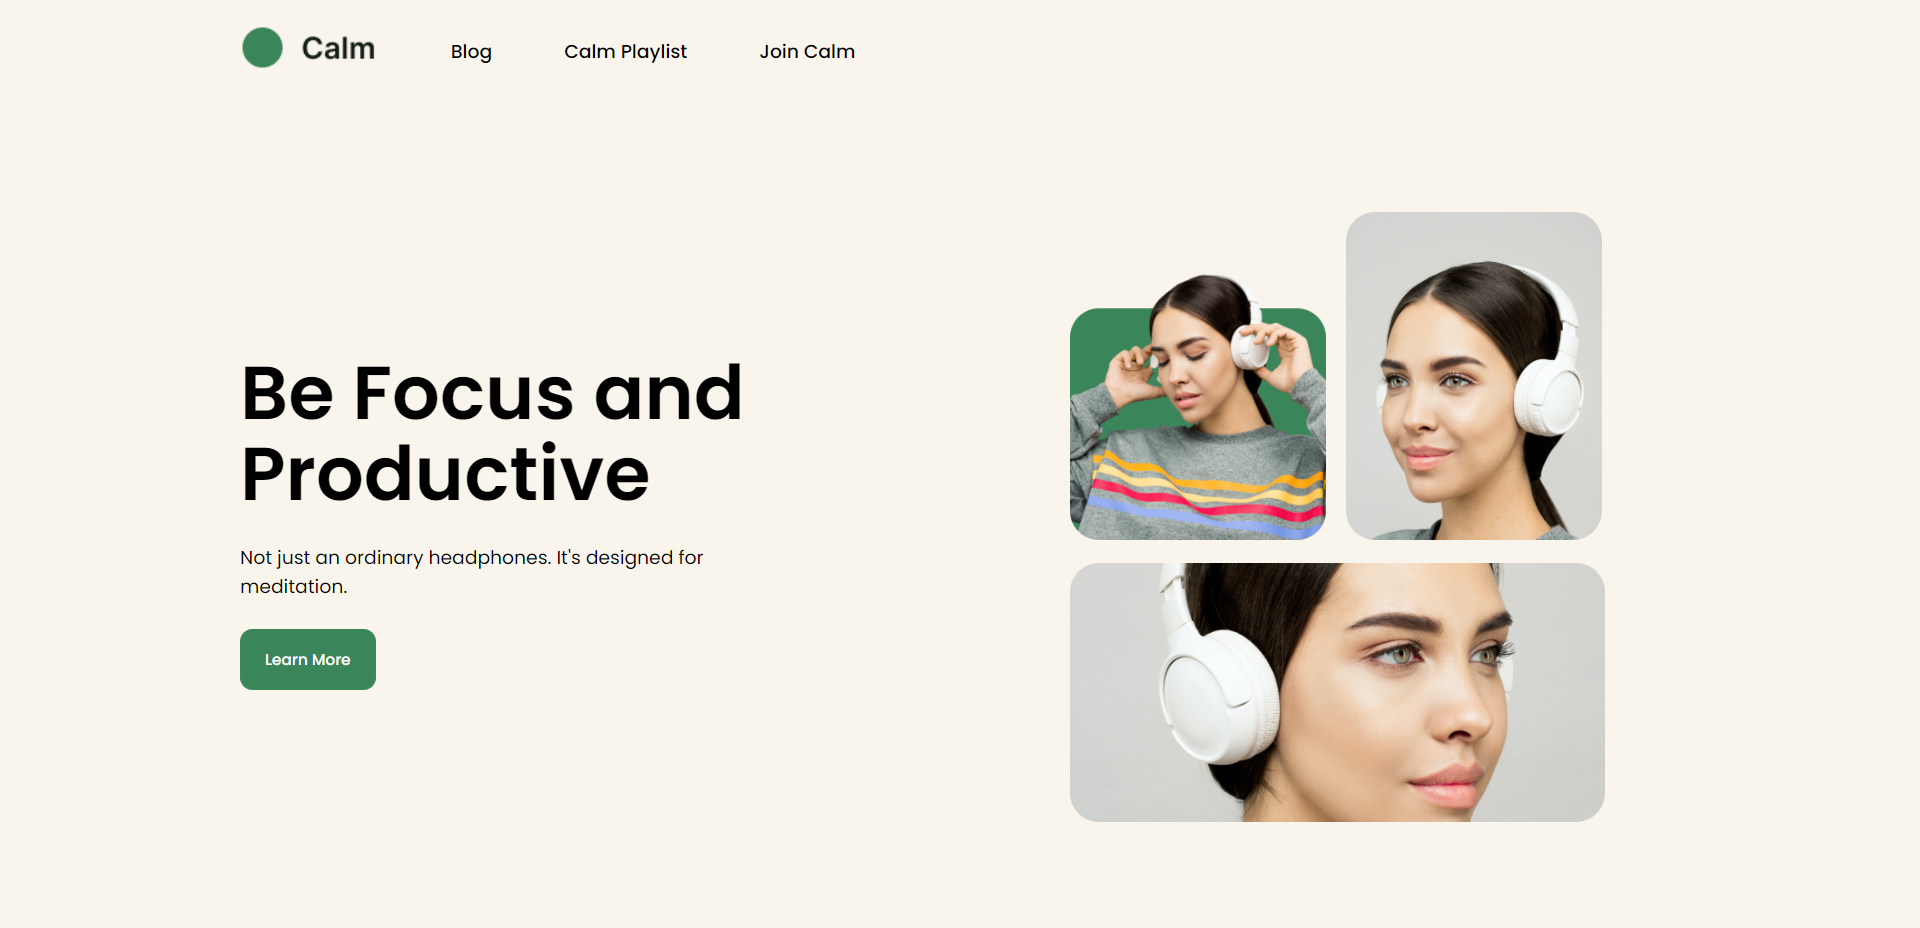 Calm Blog Calm Playlist Join Calm
Be Focus and
Productive
Not just an ordinary headphones. It's designed for
meditation.
Learn More